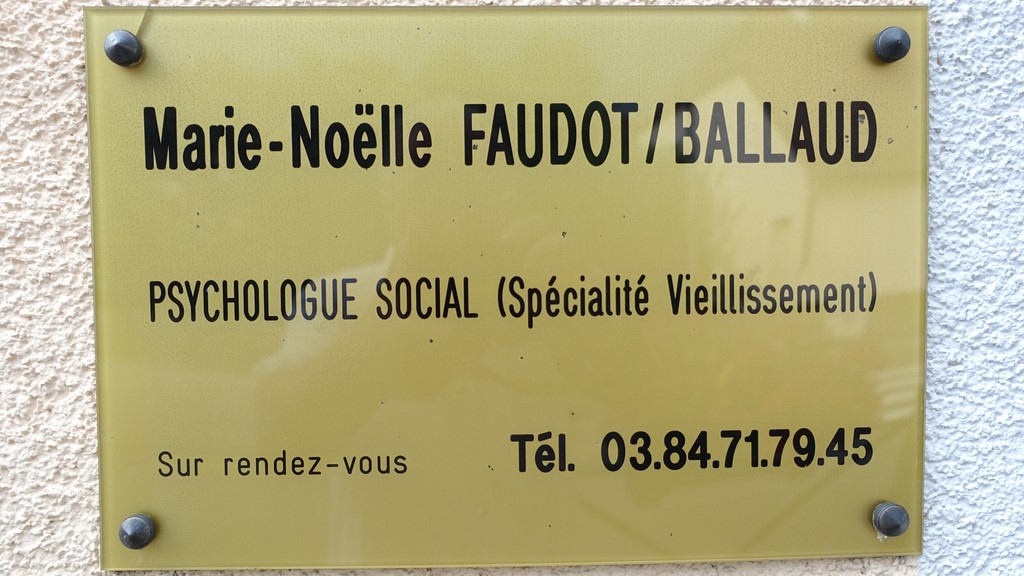 Marie-Noëlle FAUDOT/BALLAUD
PSYCHOLOGUE SOCIAL (Spécialité Vieillissement)
Sur rendez-vous Tél. 03.84.71.79.45